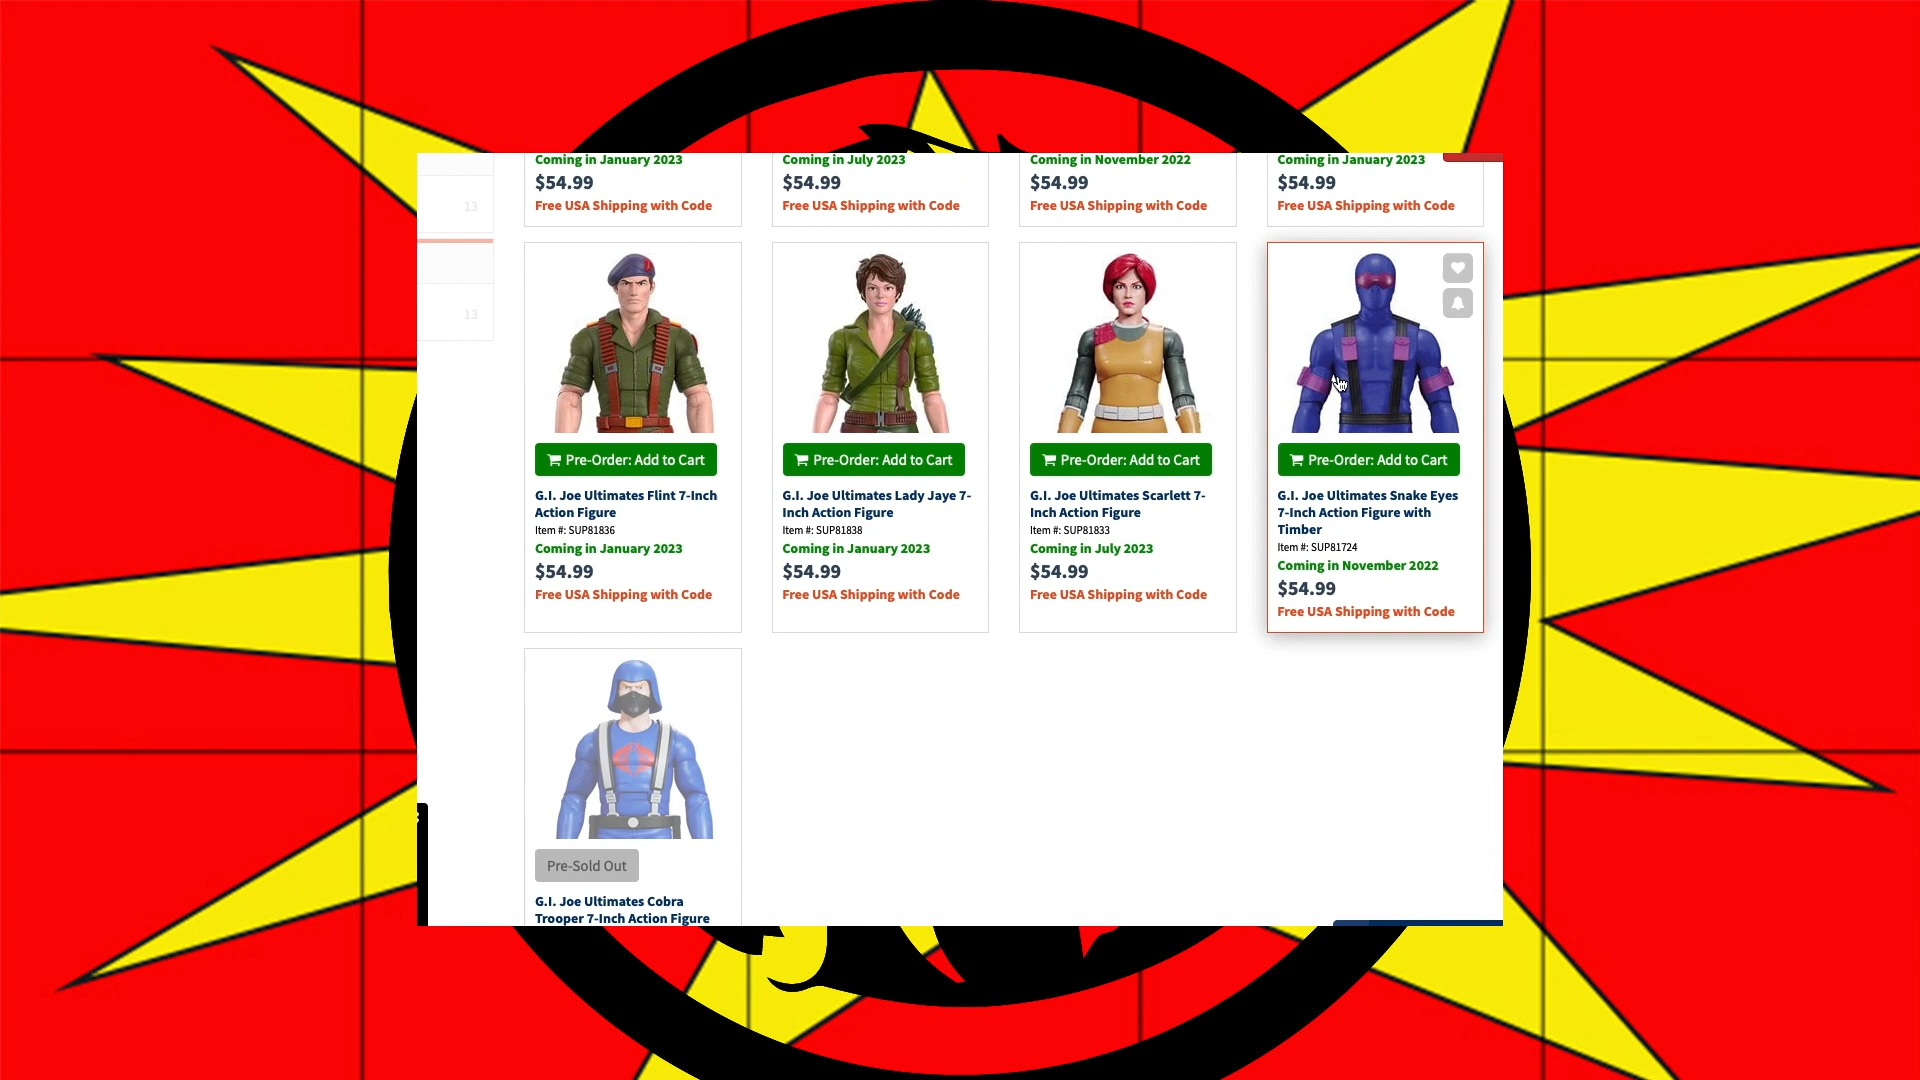 Coming in January 2023
$54.99
Free USA Shipping with Code
Coming in July 2023
$54.99
Free USA Shipping with Code
Coming in November 2022
$54.99
Free USA Shipping with Code
Coming in January 2023
$54.99
Free USA Shipping with Code
13
13
Pre-Order: Add to Cart
G.I. Joe Ultimates Flint 7-Inch
Action Figure
Item #: SUP81836
Coming in January 2023
$54.99
Free USA Shipping with Code
Pre-Order: Add to Cart
G.I. Joe Ultimates Lady Jaye 7-
Inch Action Figure
Item #: SUP81838
Coming in January 2023
$54.99
Free USA Shipping with Code
Pre-Order: Add to Cart
G.I. Joe Ultimates Scarlett 7-
Inch Action Figure
Item #: SUP81833
Coming in July 2023
$54.99
Free USA Shipping with Code
Pre-Order: Add to Cart
G.I. Joe Ultimates Snake Eyes
7-Inch Action Figure with
Timber
Item #: SUP81724
Coming in November 2022
$54.99
Free USA Shipping with Code
Pre-Sold Out
G.I. Joe Ultimates Cobra
Trooper 7-Inch Action Figure